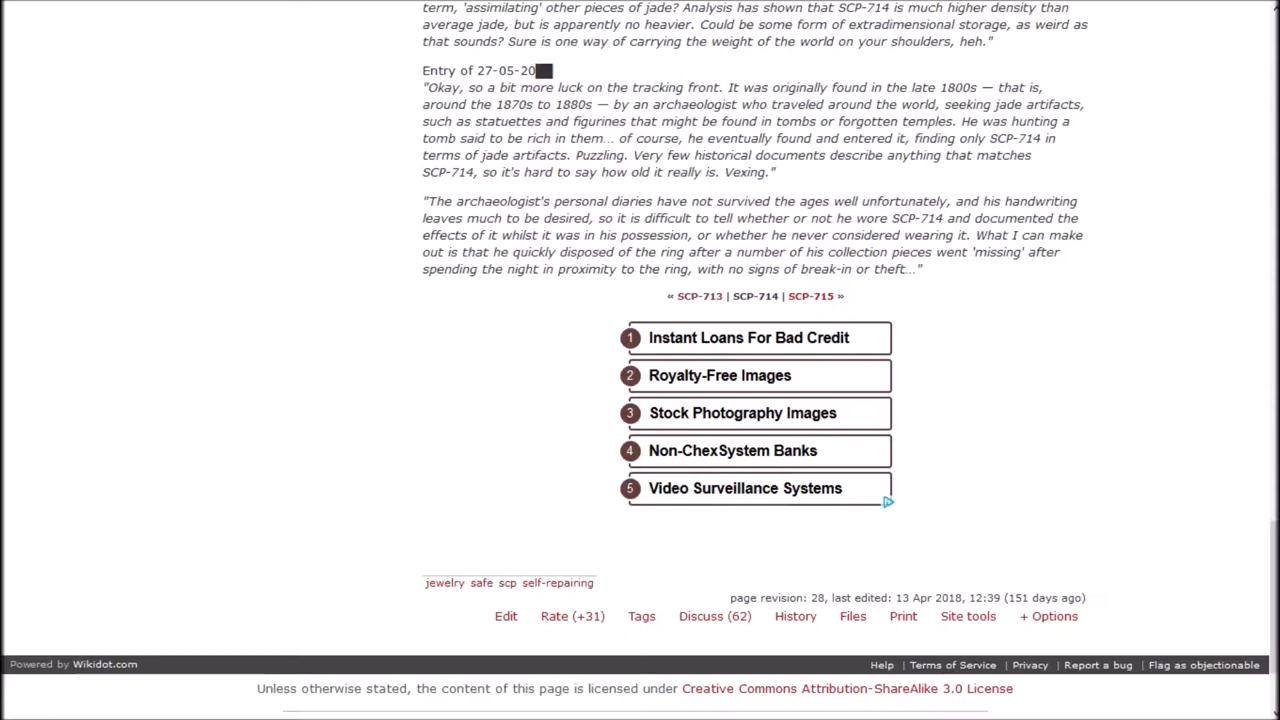 term, 'assimilating' other pieces of jade? Analysis has shown that SCP-714 is much higher density than
average jade, but is apparently no heavier. Could be some form of extradimensional storage, as weird as
that sounds? Sure is one way of carrying the weight of the world on your shoulders, heh."
Entry of 27-05-20██
"Okay, so a bit more luck on the tracking front. It was originally found in the late 1800s — that is,
around the 1870s to 1880s — by an archaeologist who traveled around the world, seeking jade artifacts,
such as statuettes and figurines that might be found in tombs or forgotten temples. He was hunting a
tomb said to be rich in them… of course, he eventually found and entered it, finding only SCP-714 in
terms of jade artifacts. Puzzling. Very few historical documents describe anything that matches
SCP-714, so it's hard to say how old it really is. Vexing."
"The archaeologist's personal diaries have not survived the ages well unfortunately, and his handwriting
leaves much to be desired, so it is difficult to tell whether or not he wore SCP-714 and documented the
effects of it whilst it was in his possession, or whether he never considered wearing it. What I can make
out is that he quickly disposed of the ring after a number of his collection pieces went 'missing' after
spending the night in proximity to the ring, with no signs of break-in or theft…"
« SCP-713 | SCP-714 | SCP-715 »
1 Instant Loans For Bad Credit
2 Royalty-Free Images
3 Stock Photography Images
4 Non-ChexSystem Banks
5 Video Surveillance Systems
jewelry safe scp self-repairing
page revision: 28, last edited: 13 Apr 2018, 12:39 (151 days ago)
Edit Rate (+31) Tags Discuss (62) History Files Print Site tools + Options
Powered by Wikidot.com Help | Terms of Service | Privacy | Report a bug | Flag as objectionable
Unless otherwise stated, the content of this page is licensed under Creative Commons Attribution-ShareAlike 3.0 License